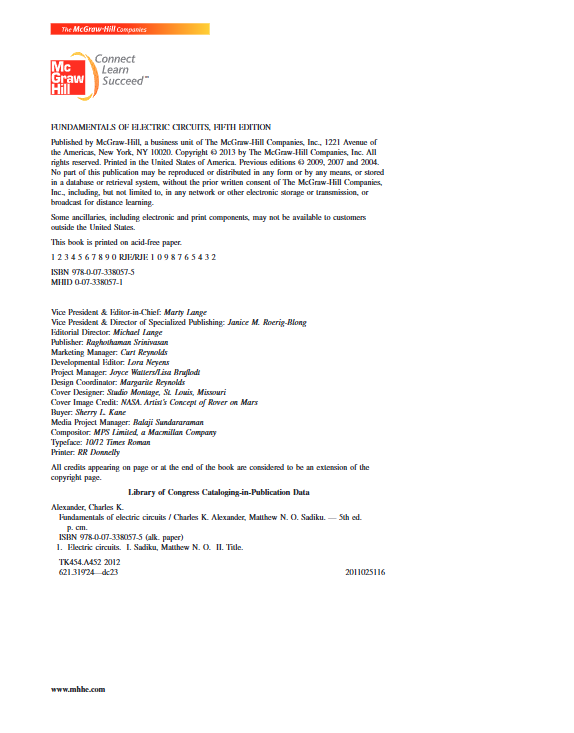 The McGraw-Hill Companies
Mc
Graw
Hill
Connect
Learn
Succeed™
FUNDAMENTALS OF ELECTRIC CIRCUITS, FIFTH EDITION
Published by McGraw-Hill, a business unit of The McGraw-Hill Companies, Inc., 1221 Avenue of
the Americas, New York, NY 10020. Copyright © 2013 by The McGraw-Hill Companies, Inc. All
rights reserved. Printed in the United States of America. Previous editions © 2009, 2007 and 2004.
No part of this publication may be reproduced or distributed in any form or by any means, or stored
in a database or retrieval system, without the prior written consent of The McGraw-Hill Companies,
Inc., including, but not limited to, in any network or other electronic storage or transmission, or
broadcast for distance learning.
Some ancillaries, including electronic and print components, may not be available to customers
outside the United States.
This book is printed on acid-free paper.
1 2 3 4 5 6 7 8 9 0 RJE/RJE 1 0 9 8 7 6 5 4 3 2
ISBN 978-0-07-338057-5
MHID 0-07-338057-1
Vice President & Editor-in-Chief: Marty Lange
Vice President & Director of Specialized Publishing: Janice M. Roerig-Blong
Editorial Director: Michael Lange
Publisher: Raghothaman Srinivasan
Marketing Manager: Curt Reynolds
Developmental Editor: Lora Neyens
Project Manager: Joyce Watters/Lisa Bruflodt
Design Coordinator: Margarite Reynolds
Cover Designer: Studio Montage, St. Louis, Missouri
Cover Image Credit: NASA, Artist's Concept of Rover on Mars
Buyer: Sherry L. Kane
Media Project Manager: Balaji Sundararaman
Compositor: MPS Limited, a Macmillan Company
Typeface: 10/12 Times Roman
Printer: RR Donnelly
All credits appearing on page or at the end of the book are considered to be an extension of the
copyright page.
Library of Congress Cataloging-in-Publication Data
Alexander, Charles K.
Fundamentals of electric circuits / Charles K. Alexander, Matthew N. O. Sadiku. — 5th ed.
p. cm.
ISBN 978-0-07-338057-5 (alk. paper)
1. Electric circuits. I. Sadiku, Matthew N. O. II. Title.
TK454.A452 2012
621.319'24—dc23 2011025116
www.mhhe.com